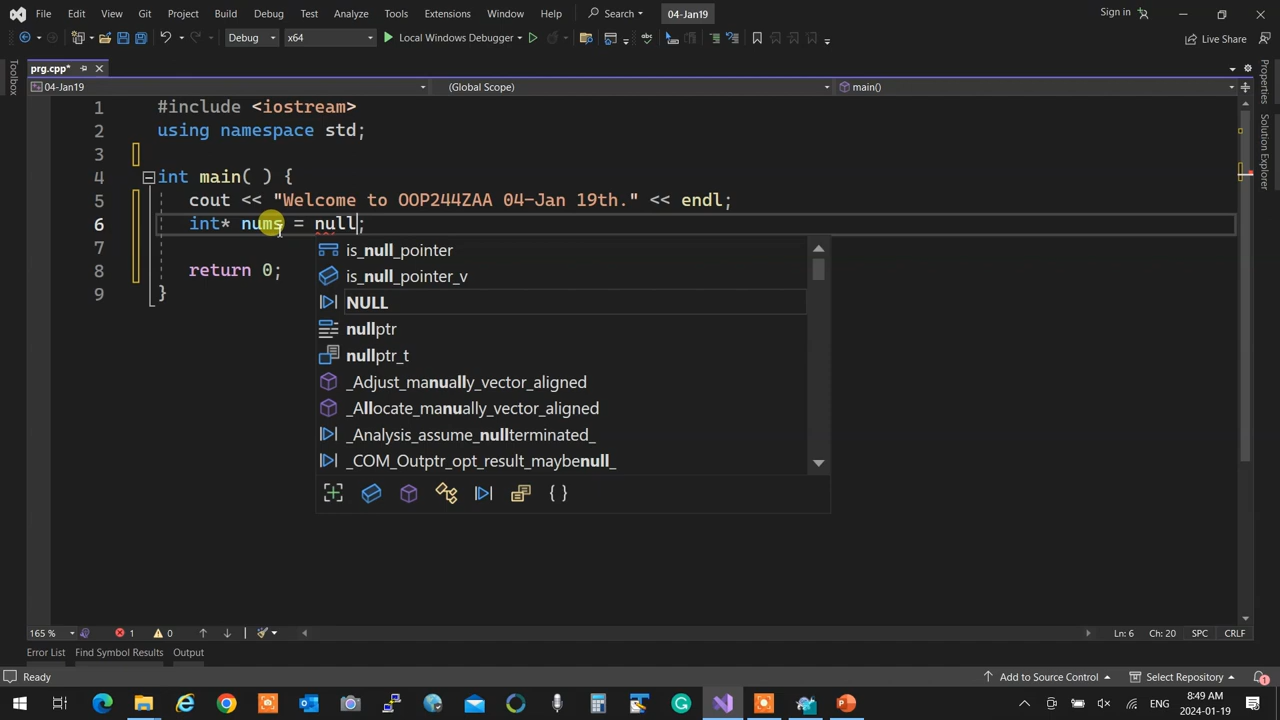 File Edit View Git Project Build Debug Test Analyze Tools Extensions Window Help Search 04-Jan19 Sign in
Debug x64 Local Windows Debugger Live Share
prg.cpp*
04-Jan19 (Global Scope) main()
Toolbox
Properties
Solution Explorer
1 #include <iostream>
2 using namespace std;
3
4 int main( ) {
5 cout << "Welcome to OOP244ZAA 04-Jan 19th." << endl;
6 int* nums = null;
7
8 return 0;
9 }
is_null_pointer
is_null_pointer_v
NULL
nullptr
nullptr_t
_Adjust_manually_vector_aligned
_Allocate_manually_vector_aligned
_Analysis_assume_nullterminated_
_COM_Outptr_opt_result_maybenull_
165 % 1 0 Ln: 6 Ch: 20 SPC CRLF
Error List Find Symbol Results Output
Ready Add to Source Control Select Repository 1
ENG 8:49 AM
2024-01-19